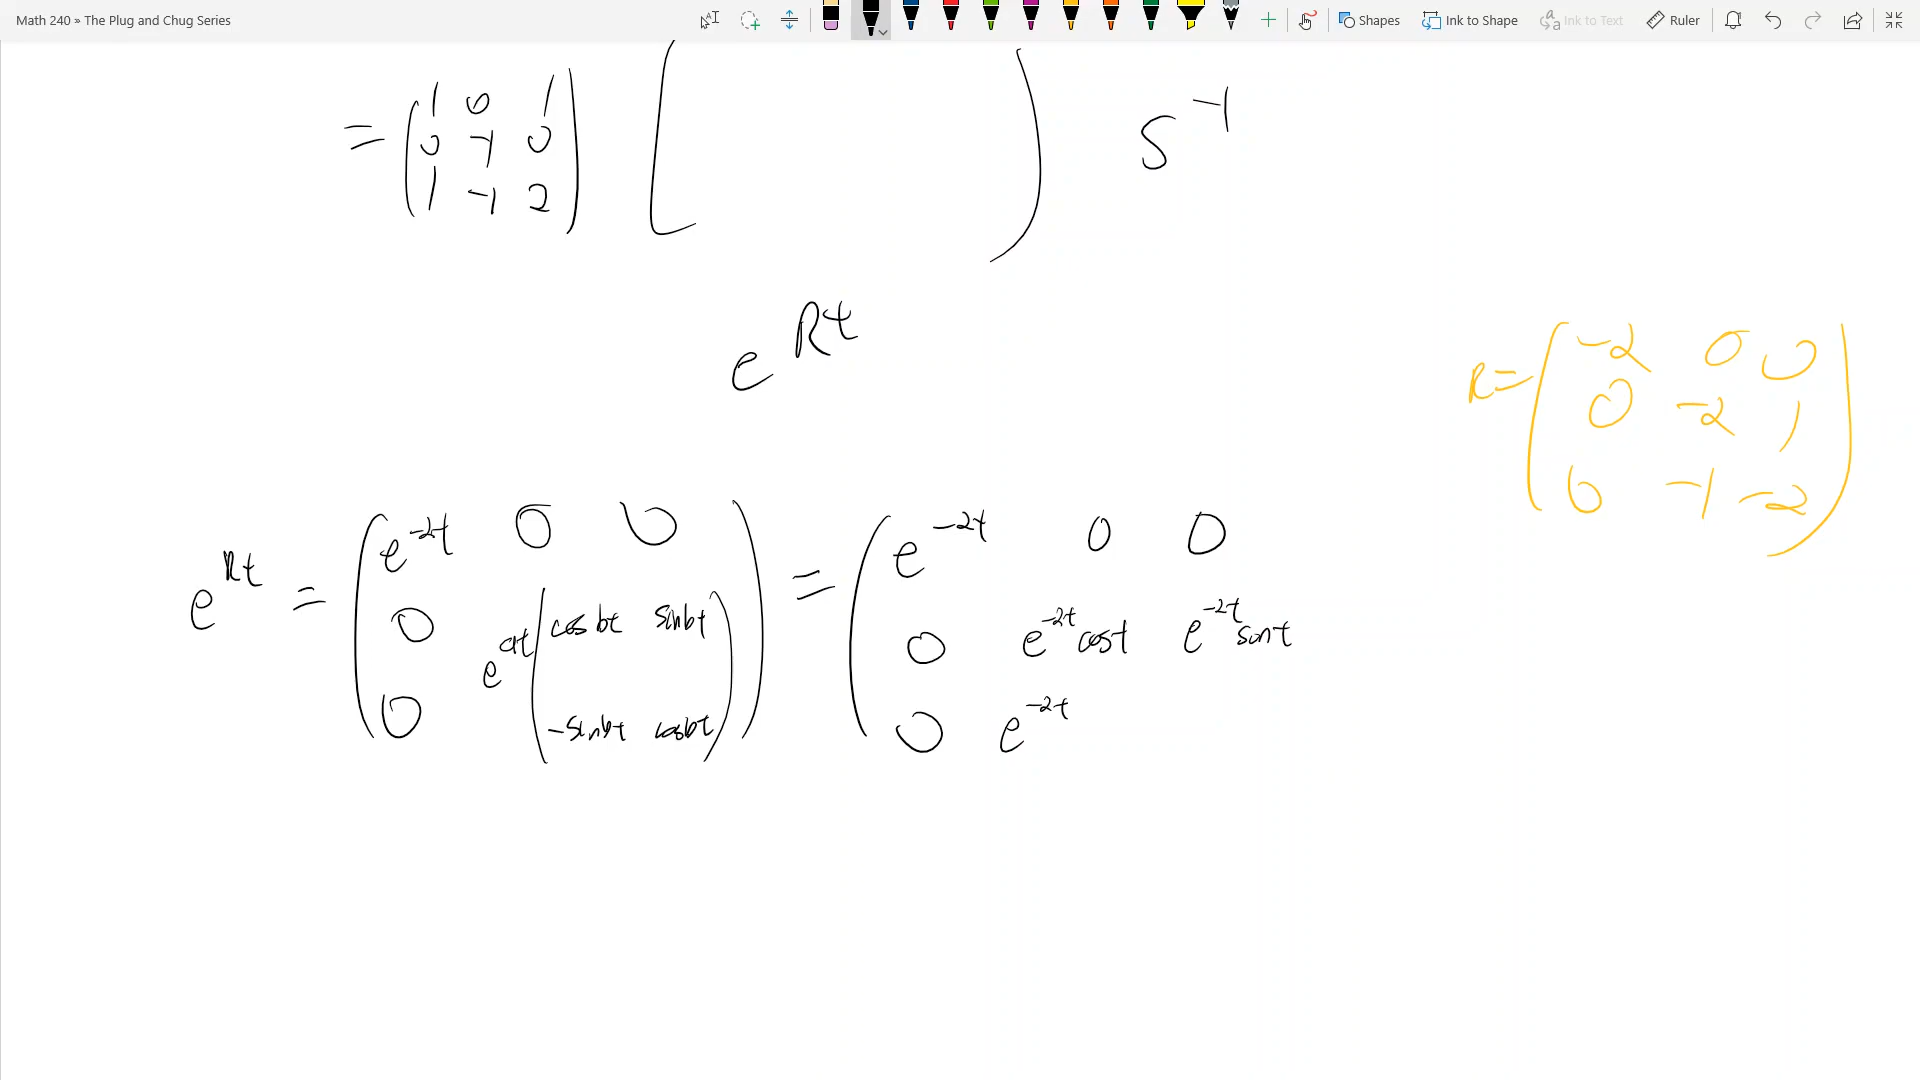 Math 240 » The Plug and Chug Series
Shapes
Ink to Shape
Ink to Text
Ruler
= ( 1 0 1
0 -1 0
1 -1 2 ) ( ) S^-1
e^Rt
R = ( -2 0 0
0 -2 1
0 -1 -2 )
e^Rt = ( e^-2t 0 0
0 e^at ( cos bt sin bt
0 -sin bt cos bt ) )
= ( e^-2t 0 0
0 e^-2t cos t e^-2t sin t
0 e^-2t